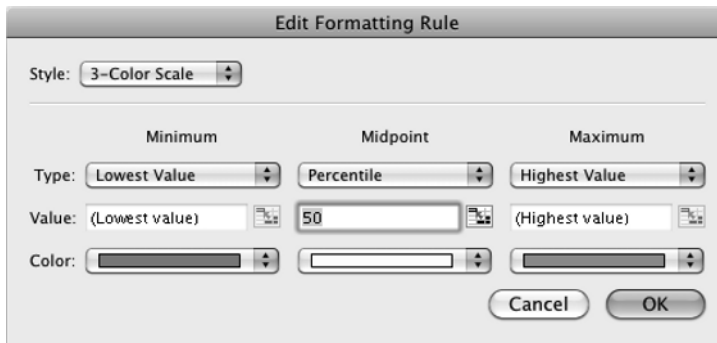 Edit Formatting Rule
Style: 3-Color Scale
Minimum Midpoint Maximum
Type: Lowest Value Percentile Highest Value
Value: (Lowest value) 50 (Highest value)
Color:
Cancel OK